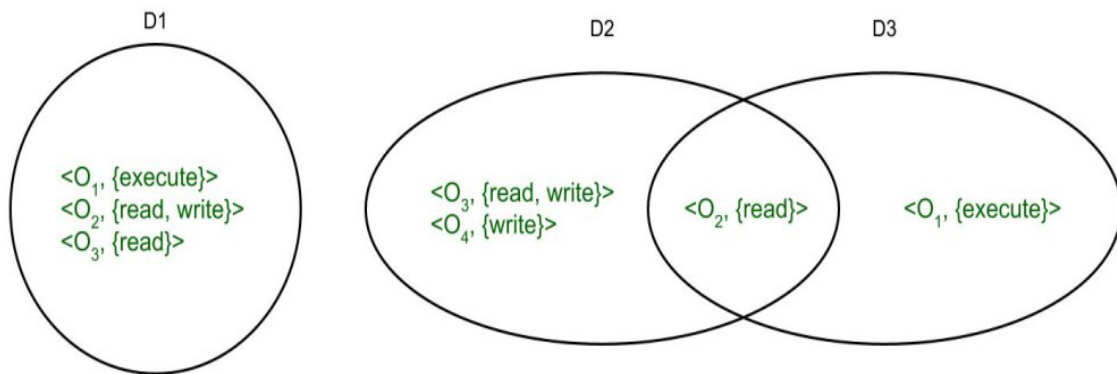 D1
<O₁, {execute}>
<O₂, {read, write}>
<O₃, {read}>
D2
D3
<O₃, {read, write}>
<O₄, {write}>
<O₂, {read}>
<O₁, {execute}>